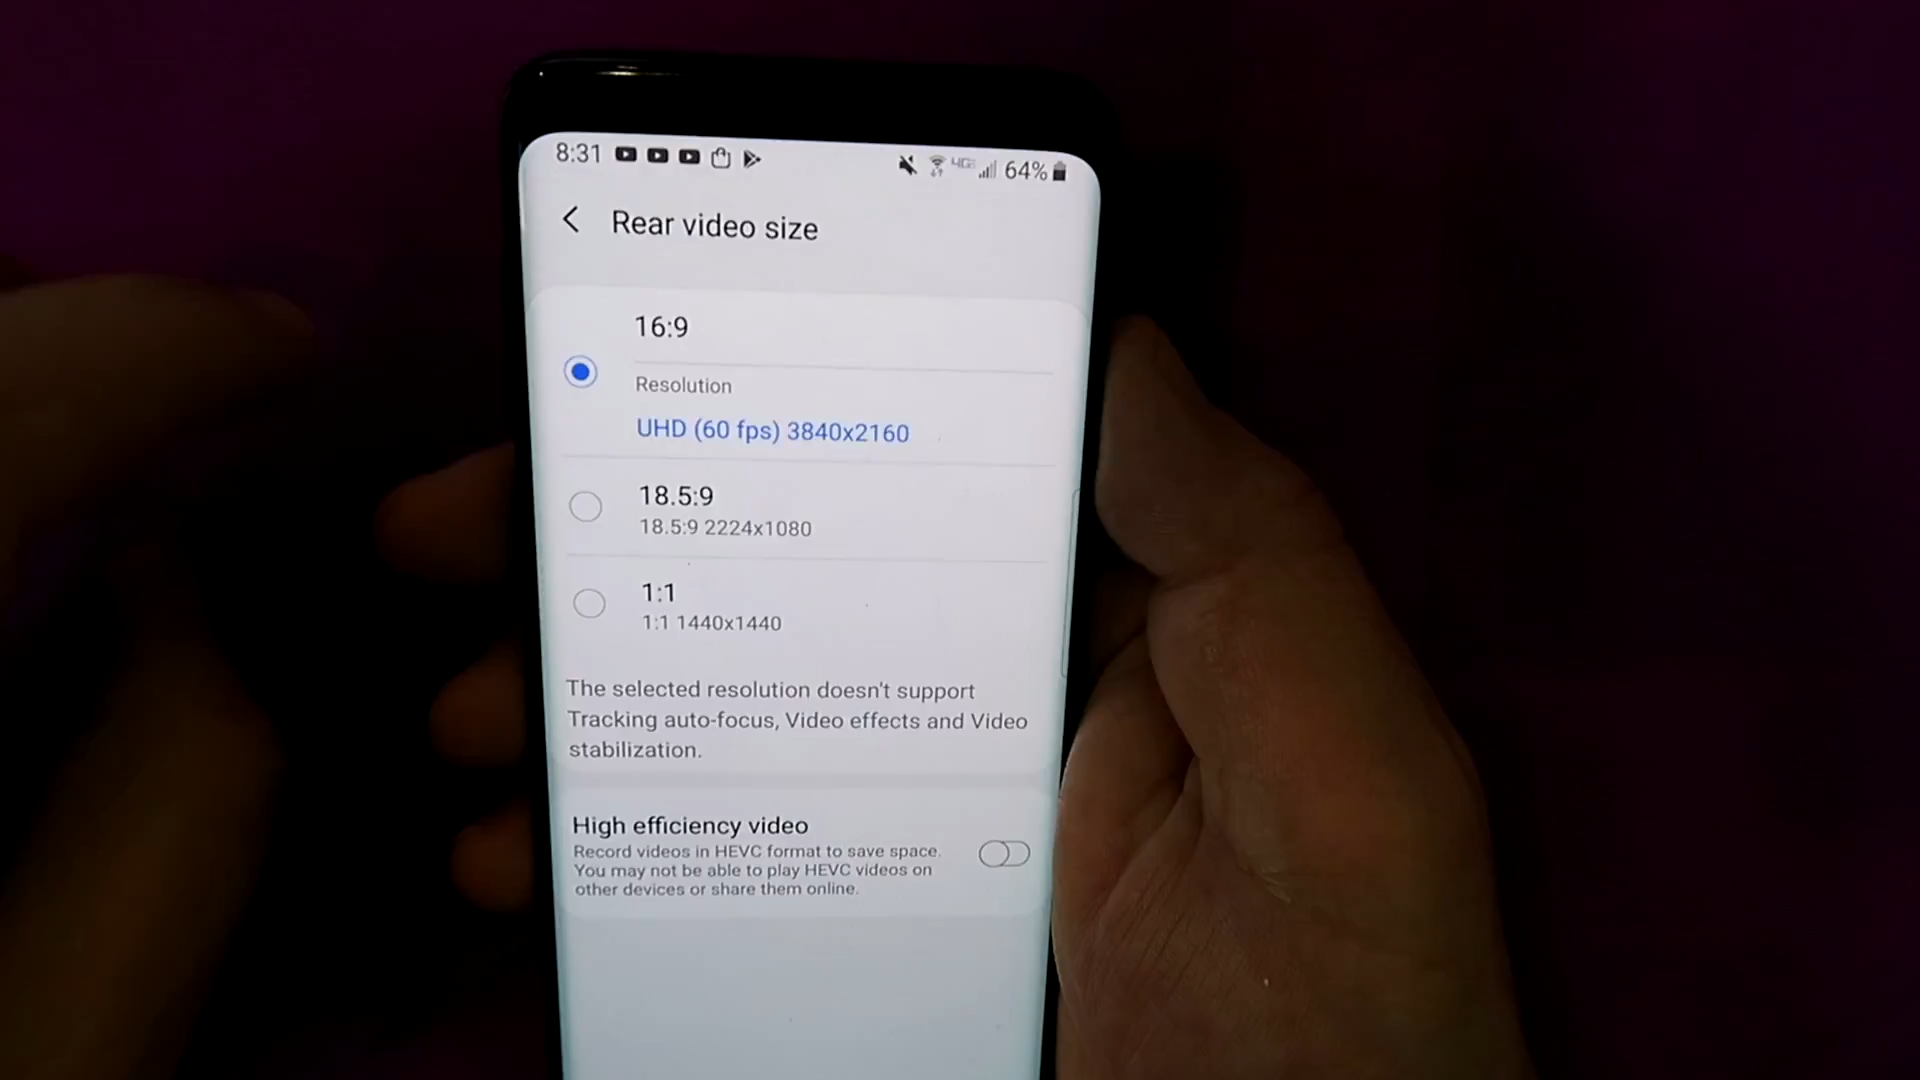 8:31 4GE 64%
Rear video size
16:9
Resolution
UHD (60 fps) 3840x2160
18.5:9
18.5:9 2224x1080
1:1
1:1 1440x1440
The selected resolution doesn't support
Tracking auto-focus, Video effects and Video
stabilization.
High efficiency video
Record videos in HEVC format to save space.
You may not be able to play HEVC videos on
other devices or share them online.